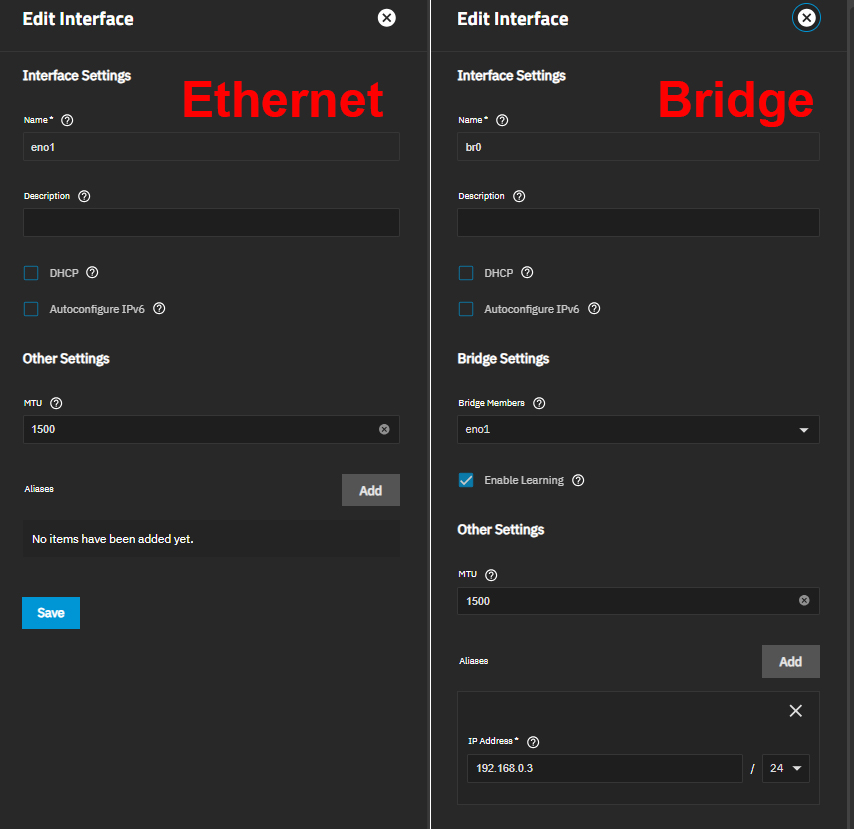 Edit Interface
Interface Settings
Ethernet
Name*
eno1
Description
DHCP
Autoconfigure IPv6
Other Settings
MTU
1500
Aliases
Add
No items have been added yet.
Save
Edit Interface
Interface Settings
Bridge
Name*
br0
Description
DHCP
Autoconfigure IPv6
Bridge Settings
Bridge Members
eno1
Enable Learning
Other Settings
MTU
1500
Aliases
Add
IP Address*
192.168.0.3 / 24